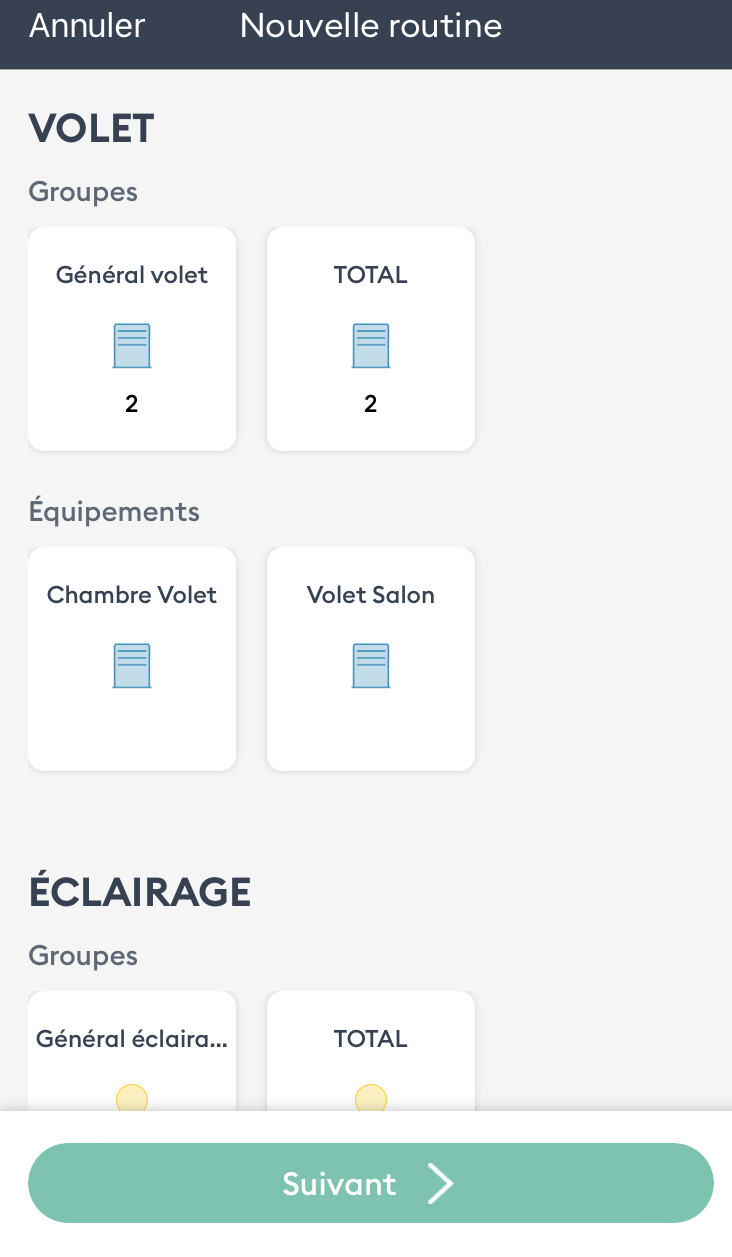 Annuler
Nouvelle routine
VOLET
Groupes
Général volet
TOTAL
2
2
Équipements
Chambre Volet
Volet Salon
ÉCLAIRAGE
Groupes
Général éclaira...
TOTAL
Suivant